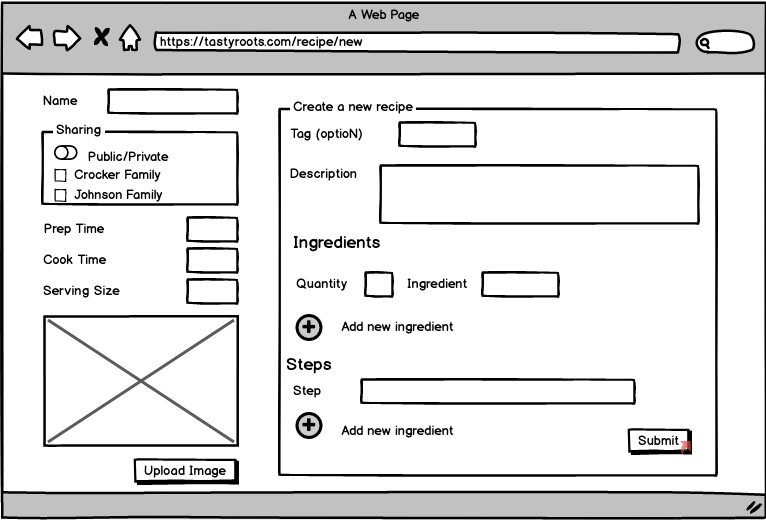 A Web Page
https://tastyroots.com/recipe/new
Name
Sharing
Public/Private
Crocker Family
Johnson Family
Prep Time
Cook Time
Serving Size
Upload Image
Create a new recipe
Tag (optioN)
Description
Ingredients
Quantity Ingredient
Add new ingredient
Steps
Step
Add new ingredient
Submit